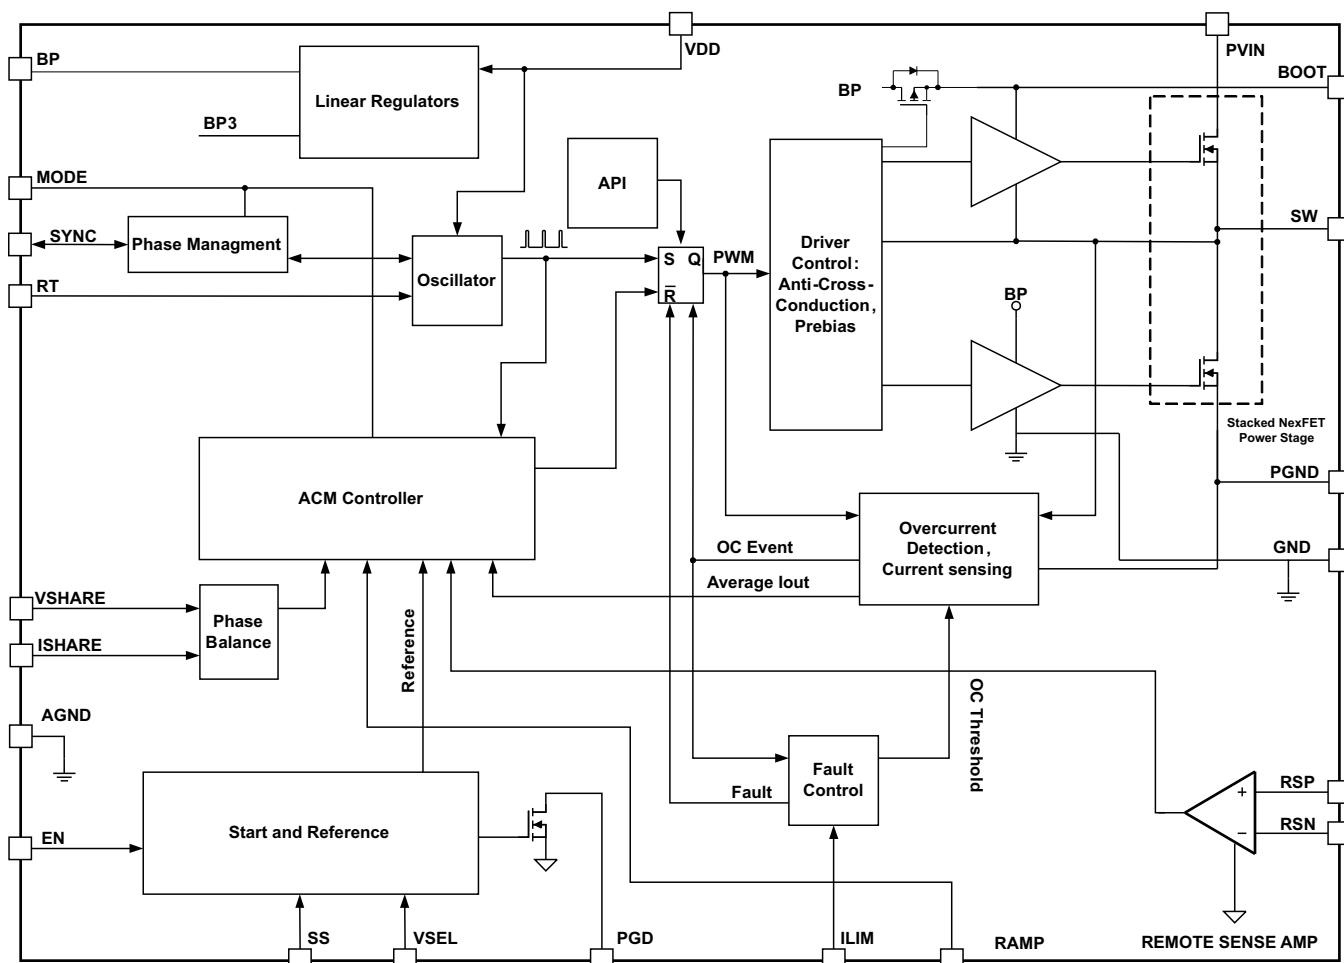 VDD
PVIN
BP
BOOT
Linear Regulators
BP
BP3
MODE
API
SW
SYNC
Phase Managment
Driver
Control:
Anti-Cross-
Conduction,
Prebias
S Q
R̅
PWM
Oscillator
RT
BP
Stacked NexFET
Power Stage
ACM Controller
PGND
Overcurrent
Detection,
Current sensing
OC Event
GND
Average Iout
VSHARE
Phase
Balance
ISHARE
Reference
OC Threshold
AGND
Fault
Control
Fault
RSP
+
RSN
−
Start and Reference
EN
SS
VSEL
PGD
ILIM
RAMP
REMOTE SENSE AMP